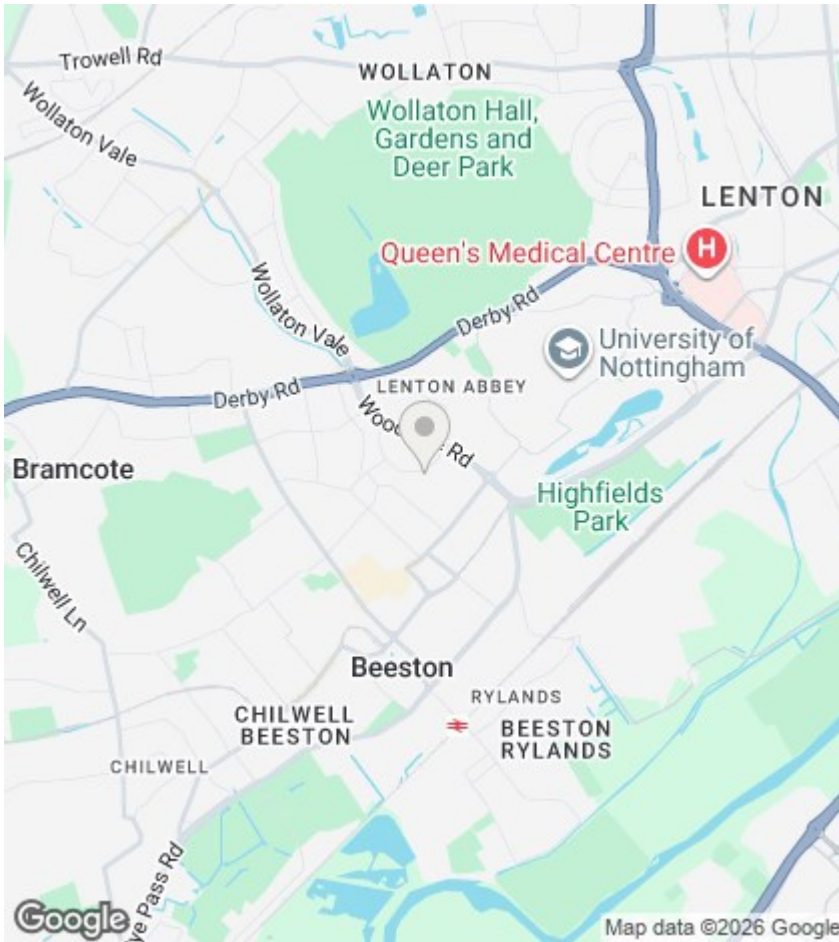 Trowell Rd
WOLLATON
Wollaton Vale
Wollaton Hall,
Gardens and
Deer Park
LENTON
Queen's Medical Centre
H
Wollaton Vale
Derby Rd
University of
Nottingham
Derby Rd
LENTON ABBEY
Rd
Bramcote
Highfields
Park
Chilwell Ln
Beeston
RYLANDS
CHILWELL
BEESTON
BEESTON
RYLANDS
CHILWELL
Pass Rd
Google
Map data ©2026 Google